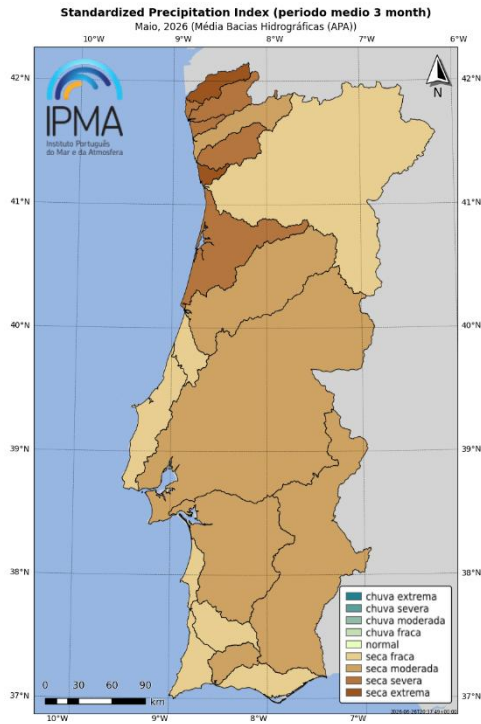 Standardized Precipitation Index (periodo medio 3 month)
Maio, 2026 (Média Bacias Hidrográficas (APA))
10°W 9°W 8°W 7°W 6°W
42°N 42°N
IPMA
Instituto Português
do Mar e da Atmosfera
N
41°N 41°N
40°N 40°N
39°N 39°N
38°N 38°N
chuva extrema
chuva severa
chuva moderada
chuva fraca
normal
seca fraca
seca moderada
seca severa
seca extrema
0 30 60 90
km
37°N 37°N
10°W 9°W 8°W 7°W